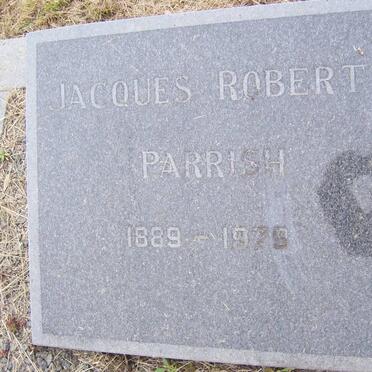 JACQUES ROBERT
PARRISH
1889 - 1979